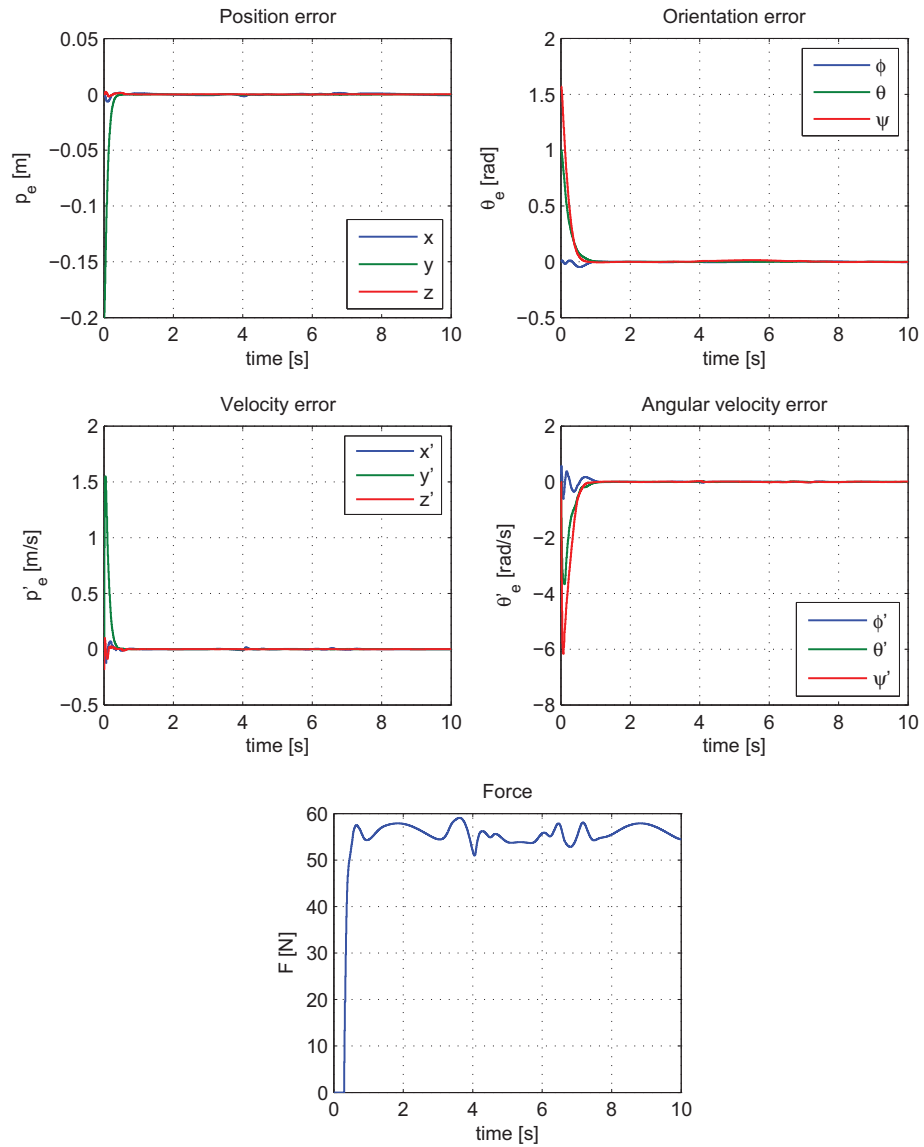 Position error
0.05
0
−0.05
−0.1
−0.15
−0.2
p_e [m]
x
y
z
0 2 4 6 8 10
time [s]
Orientation error
2
1.5
1
0.5
0
−0.5
θ_e [rad]
ϕ
θ
ψ
0 2 4 6 8 10
time [s]
Velocity error
2
1.5
1
0.5
0
−0.5
p'_e [m/s]
x'
y'
z'
0 2 4 6 8 10
time [s]
Angular velocity error
2
0
−2
−4
−6
−8
θ'_e [rad/s]
ϕ'
θ'
ψ'
0 2 4 6 8 10
time [s]
Force
60
50
40
30
20
10
0
F [N]
0 2 4 6 8 10
time [s]